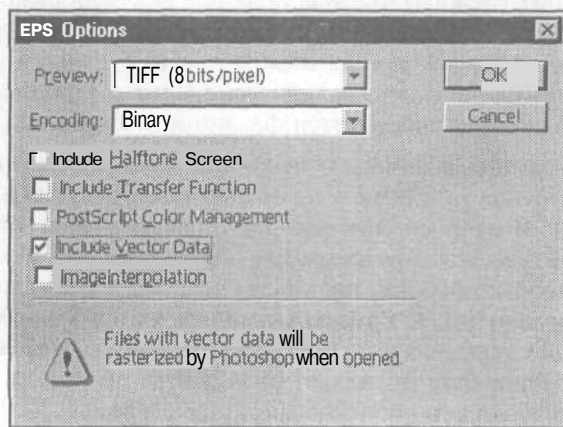 EPS Options
Preview: TIFF (8 bits/pixel) OK
Encoding: Binary Cancel
Include Halftone Screen
Include Transfer Function
PostScript Color Management
Include Vector Data
Image Interpolation
Files with vector data will be
rasterized by Photoshop when opened.